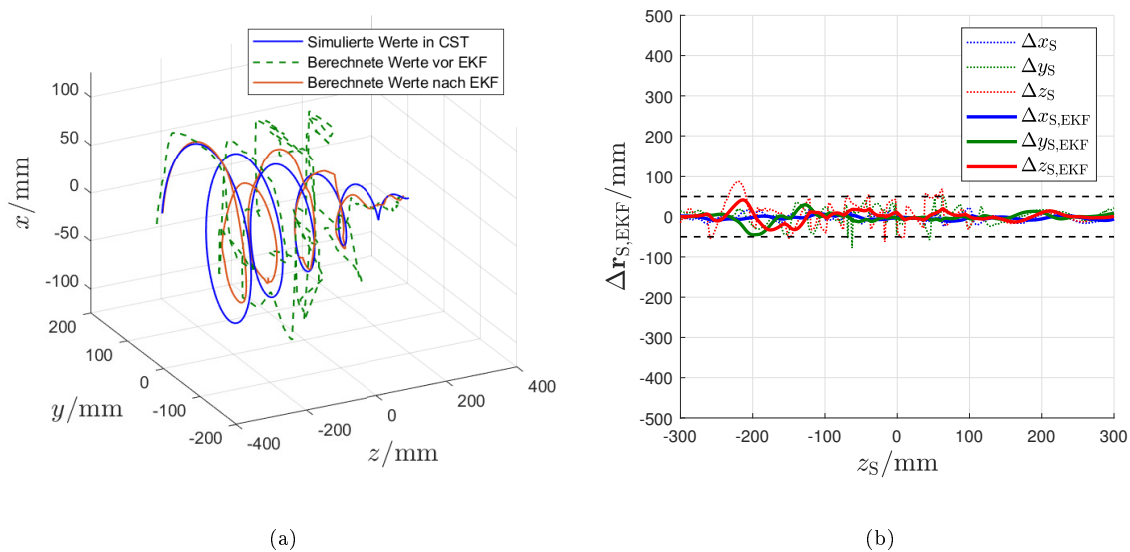 Simulierte Werte in CST
Berechnete Werte vor EKF
Berechnete Werte nach EKF
100
50
0
-50
-100
x/mm
200
100
0
-100
-200
y/mm
-400
-200
0
200
400
z/mm
(a)
500
400
300
200
100
0
-100
-200
-300
-400
-500
Δr_S,EKF/mm
Δx_S
Δy_S
Δz_S
Δx_S,EKF
Δy_S,EKF
Δz_S,EKF
-300
-200
-100
0
100
200
300
z_S/mm
(b)